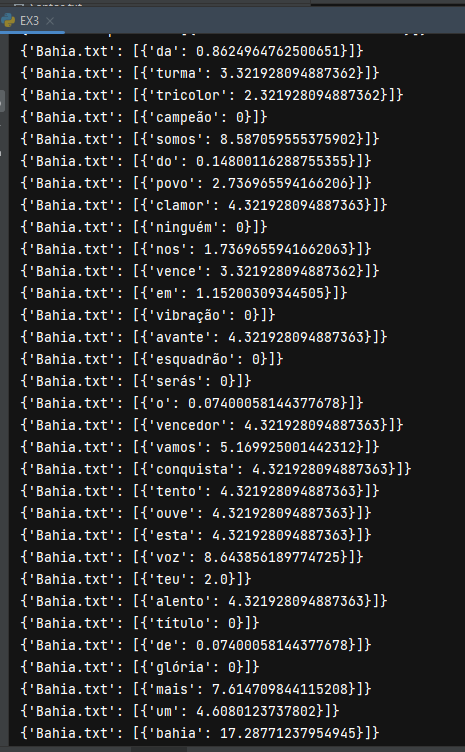 EX3
{'Bahia.txt': [{'da': 0.8624964762500651}]}
{'Bahia.txt': [{'turma': 3.321928094887362}]}
{'Bahia.txt': [{'tricolor': 2.321928094887362}]}
{'Bahia.txt': [{'campeão': 0}]}
{'Bahia.txt': [{'somos': 8.587059555375902}]}
{'Bahia.txt': [{'do': 0.14800116288755355}]}
{'Bahia.txt': [{'povo': 2.736965594166206}]}
{'Bahia.txt': [{'clamor': 4.321928094887363}]}
{'Bahia.txt': [{'ninguém': 0}]}
{'Bahia.txt': [{'nos': 1.7369655941662063}]}
{'Bahia.txt': [{'vence': 3.321928094887362}]}
{'Bahia.txt': [{'em': 1.15200309344505}]}
{'Bahia.txt': [{'vibração': 0}]}
{'Bahia.txt': [{'avante': 4.321928094887363}]}
{'Bahia.txt': [{'esquadrão': 0}]}
{'Bahia.txt': [{'serás': 0}]}
{'Bahia.txt': [{'o': 0.07400058144377678}]}
{'Bahia.txt': [{'vencedor': 4.321928094887363}]}
{'Bahia.txt': [{'vamos': 5.169925001442312}]}
{'Bahia.txt': [{'conquista': 4.321928094887363}]}
{'Bahia.txt': [{'tento': 4.321928094887363}]}
{'Bahia.txt': [{'ouve': 4.321928094887363}]}
{'Bahia.txt': [{'esta': 4.321928094887363}]}
{'Bahia.txt': [{'voz': 8.643856189774725}]}
{'Bahia.txt': [{'teu': 2.0}]}
{'Bahia.txt': [{'alento': 4.321928094887363}]}
{'Bahia.txt': [{'título': 0}]}
{'Bahia.txt': [{'de': 0.07400058144377678}]}
{'Bahia.txt': [{'glória': 0}]}
{'Bahia.txt': [{'mais': 7.614709844115208}]}
{'Bahia.txt': [{'um': 4.6080123737802}]}
{'Bahia.txt': [{'bahia': 17.28771237954945}]}